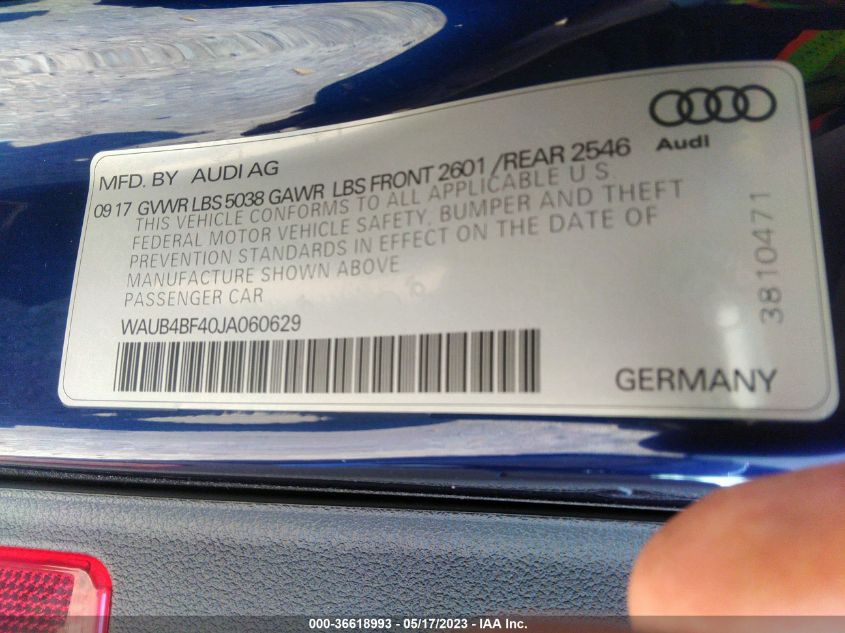 Audi
MFD. BY AUDI AG
09 17 GVWR LBS 5038 GAWR LBS FRONT 2601 /REAR 2546
THIS VEHICLE CONFORMS TO ALL APPLICABLE U S
FEDERAL MOTOR VEHICLE SAFETY, BUMPER AND THEFT
PREVENTION STANDARDS IN EFFECT ON THE DATE OF
MANUFACTURE SHOWN ABOVE
PASSENGER CAR
WAUB4BF40JA060629
3810471
GERMANY
000-36618993 - 05/17/2023 - IAA Inc.